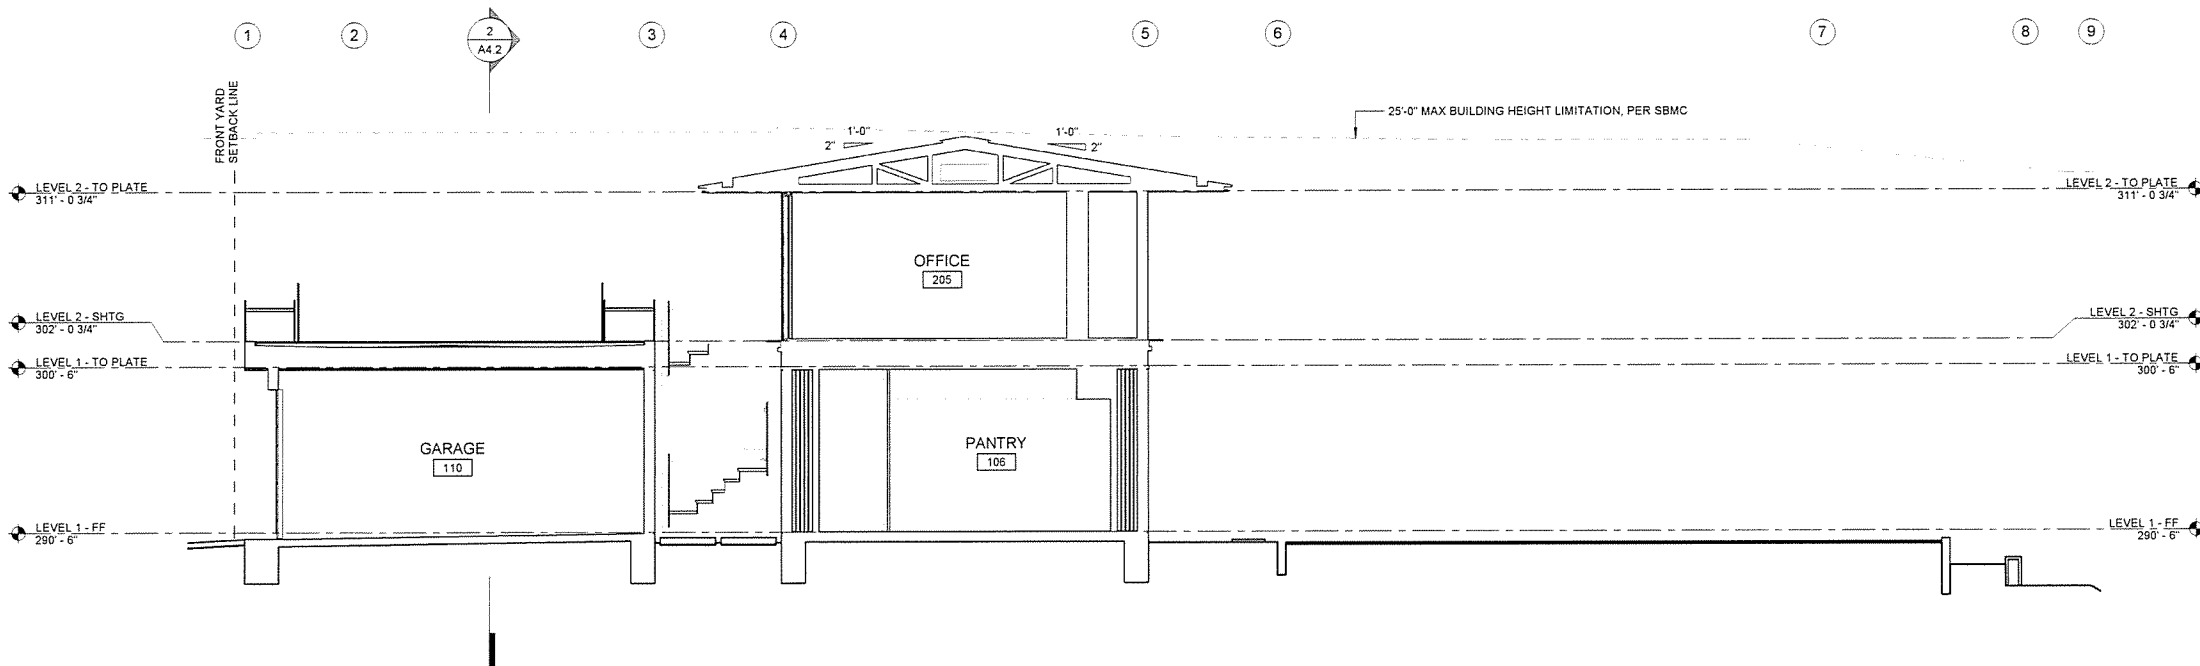 1
2
2
A4.2
3
4
5
6
7
8
9
FRONT YARD
SETBACK LINE
25'-0" MAX BUILDING HEIGHT LIMITATION, PER SBMC
1'-0"
2"
1'-0"
2"
LEVEL 2 - TO PLATE
311' - 0 3/4"
LEVEL 2 - TO PLATE
311' - 0 3/4"
OFFICE
205
LEVEL 2 - SHTG
302' - 0 3/4"
LEVEL 2 - SHTG
302' - 0 3/4"
LEVEL 1 - TO PLATE
300' - 6"
LEVEL 1 - TO PLATE
300' - 6"
GARAGE
110
PANTRY
106
LEVEL 1 - FF
290' - 6"
LEVEL 1 - FF
290' - 6"